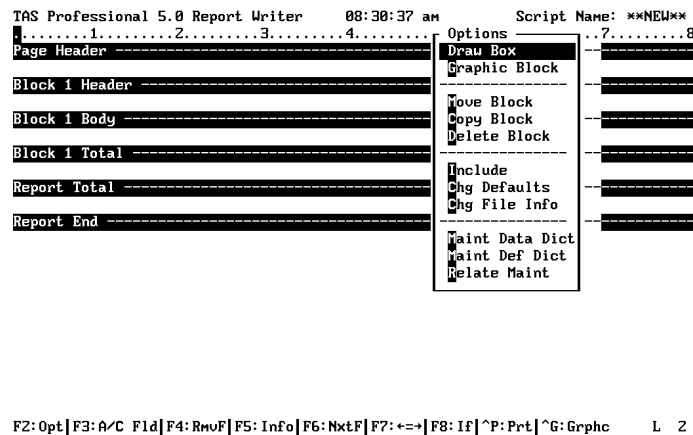 TAS Professional 5.0 Report Writer 08:30:37 am Script Name: **NEW**
.........1.........2.........3.........4......... Options ..7.........8
Page Header Draw Box
Graphic Block
Block 1 Header
Move Block
Block 1 Body Copy Block
Delete Block
Block 1 Total
Include
Report Total Chg Defaults
Chg File Info
Report End
Maint Data Dict
Maint Def Dict
Relate Maint
F2:Opt|F3:A/C Fld|F4:RmvF|F5:Info|F6:NxtF|F7:←=→|F8:If|^P:Prt|^G:Grphc L 2